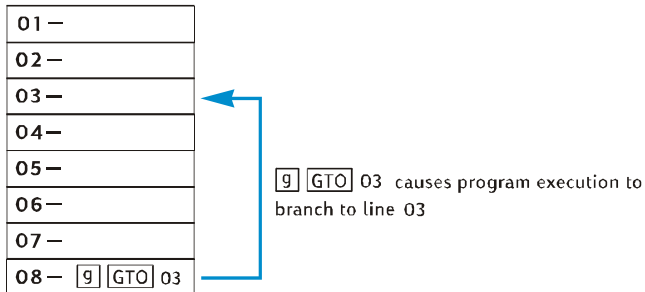 01 –
02 –
03 –
04 –
05 –
06 –
07 –
08 – g GTO 03
g GTO 03 causes program execution to
branch to line 03